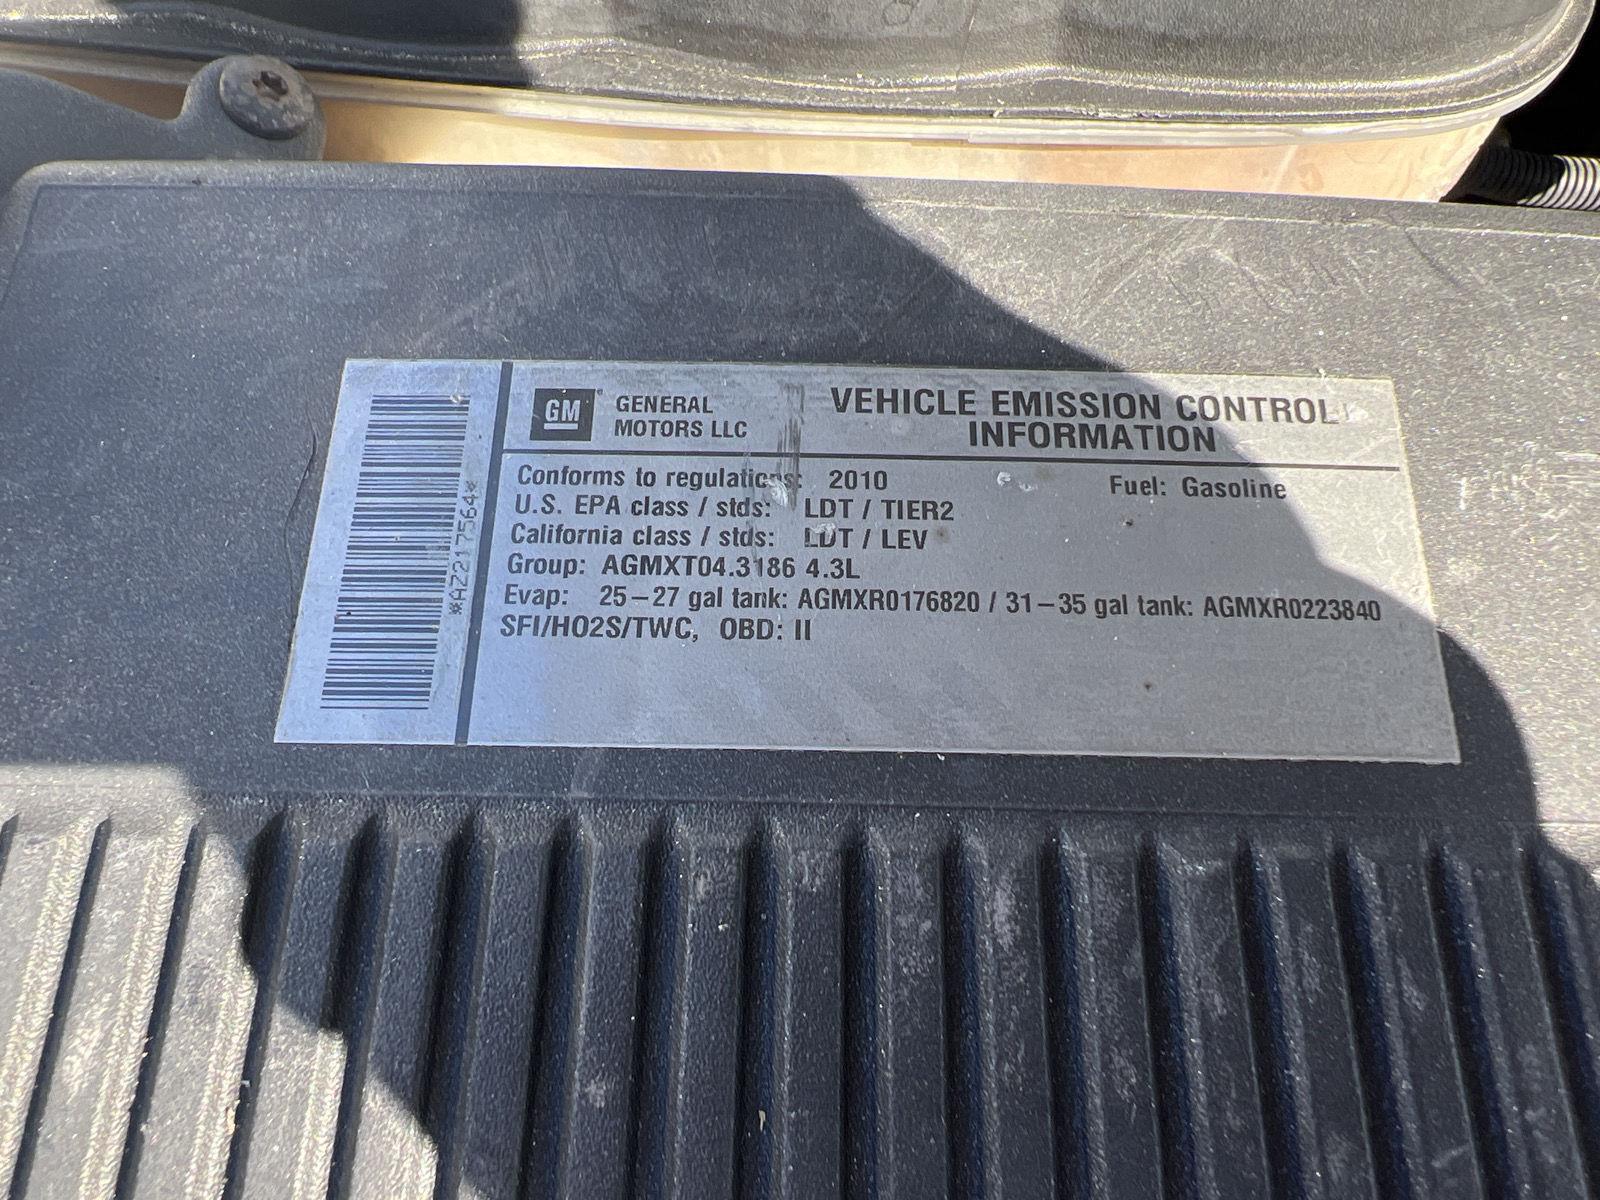 *AZ217564*
GM GENERAL
MOTORS LLC
VEHICLE EMISSION CONTROL
INFORMATION
Conforms to regulations: 2010 Fuel: Gasoline
U.S. EPA class / stds: LDT / TIER2
California class / stds: LDT / LEV
Group: AGMXT04.3186 4.3L
Evap: 25-27 gal tank: AGMXR0176820 / 31-35 gal tank: AGMXR0223840
SFI/HO2S/TWC, OBD: II